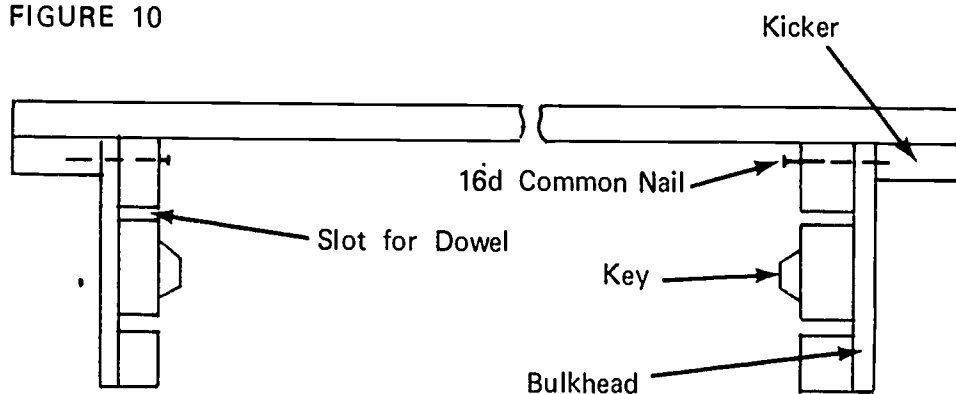 FIGURE 10
Kicker
16d Common Nail
Slot for Dowel
Key
Bulkhead